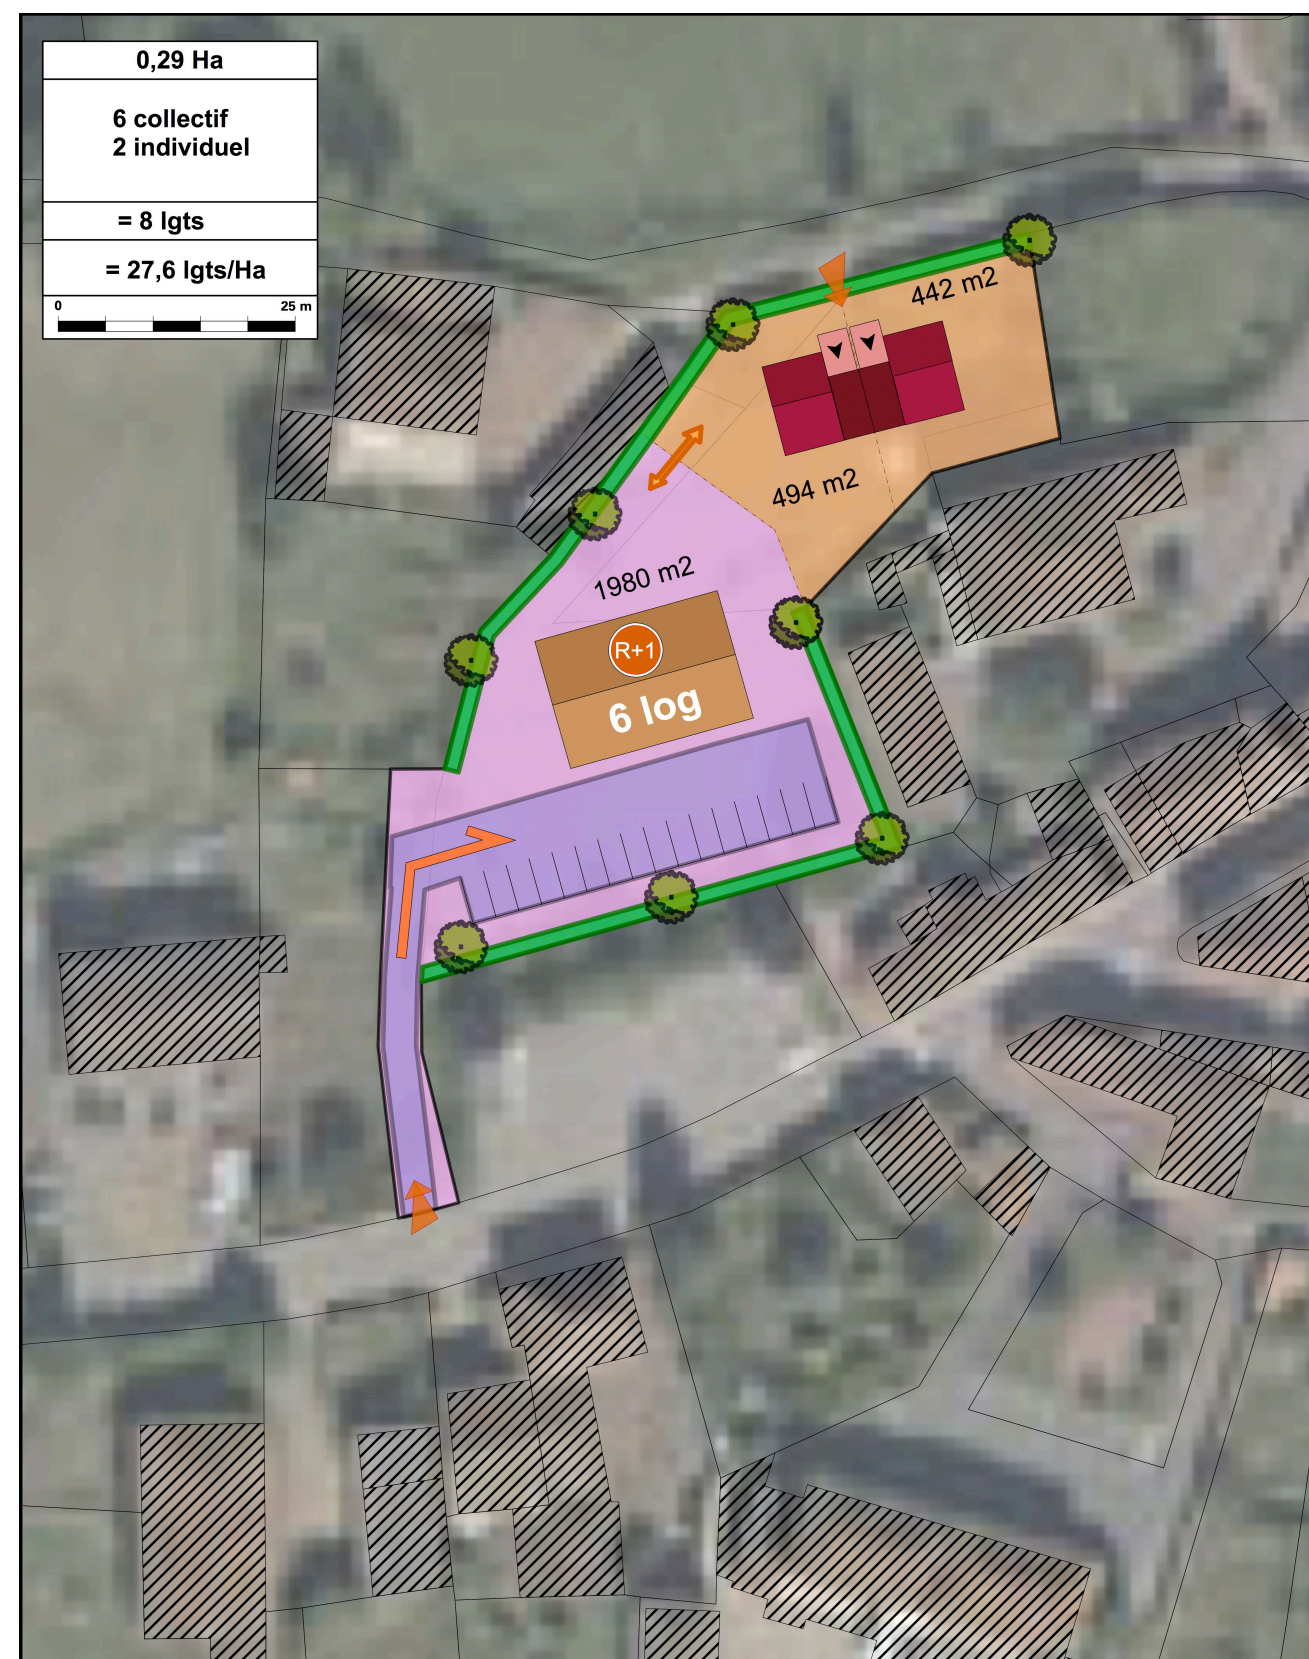 0,29 Ha
6 collectif
2 individuel
= 8 lgts
= 27,6 lgts/Ha
0 25 m
442 m2
494 m2
1980 m2
R+1
6 log